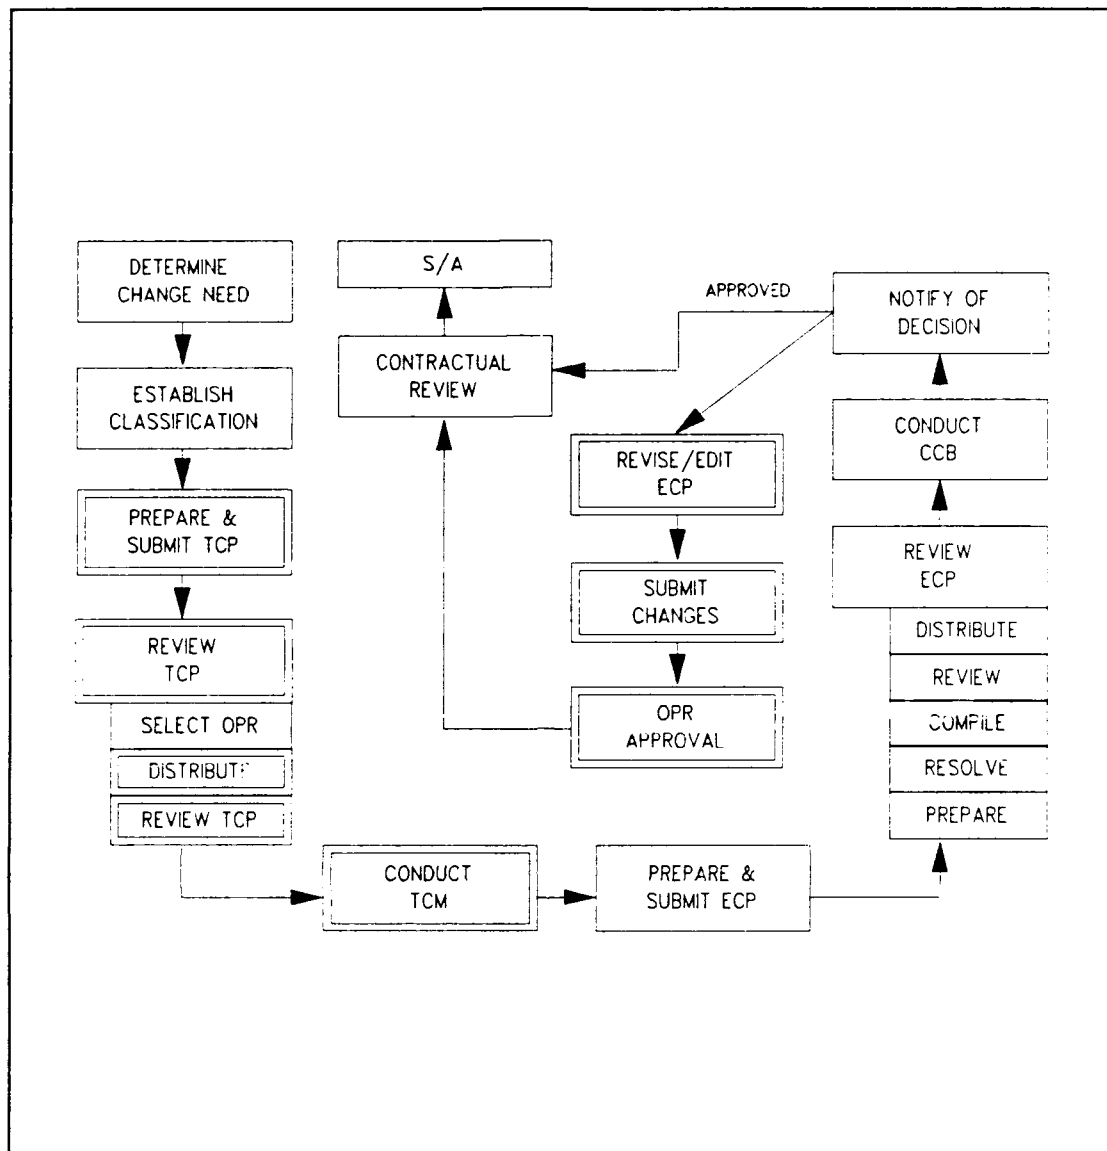 DETERMINE
CHANGE NEED
ESTABLISH
CLASSIFICATION
PREPARE &
SUBMIT TCP
REVIEW
TCP
SELECT OPR
DISTRIBUTE
REVIEW TCP
CONDUCT
TCM
PREPARE &
SUBMIT ECP
S/A
CONTRACTUAL
REVIEW
APPROVED
REVISE/EDIT
ECP
SUBMIT
CHANGES
OPR
APPROVAL
NOTIFY OF
DECISION
CONDUCT
CCB
REVIEW
ECP
DISTRIBUTE
REVIEW
COMPILE
RESOLVE
PREPARE